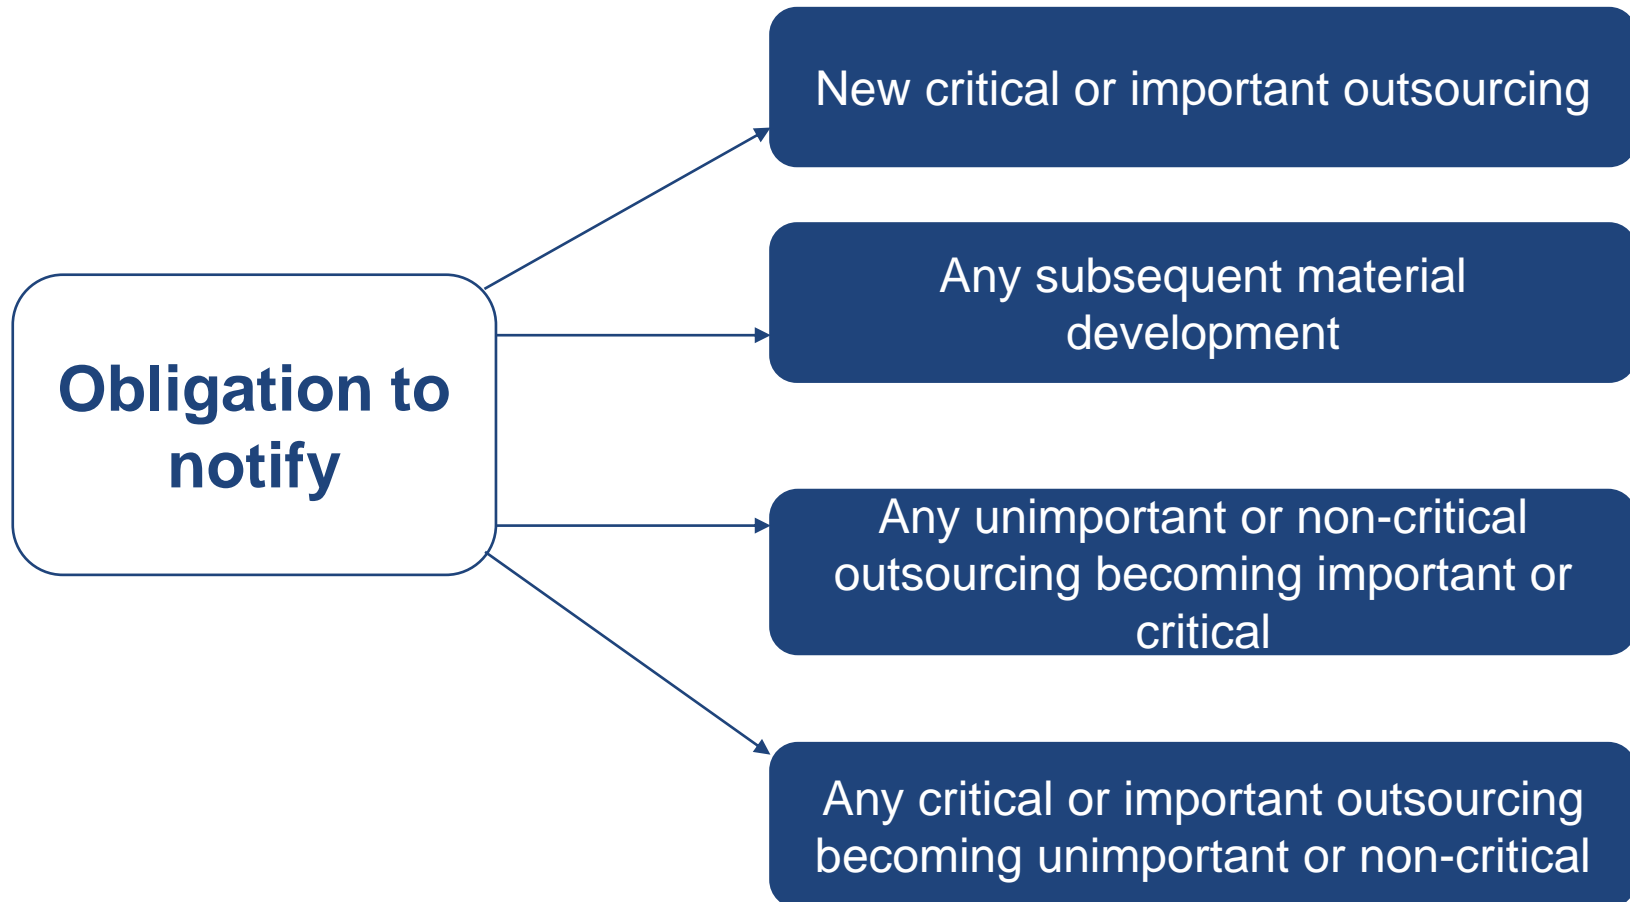 New critical or important outsourcing
Any subsequent material
development
Obligation to
notify
Any unimportant or non-critical
outsourcing becoming important or
critical
Any critical or important outsourcing
becoming unimportant or non-critical